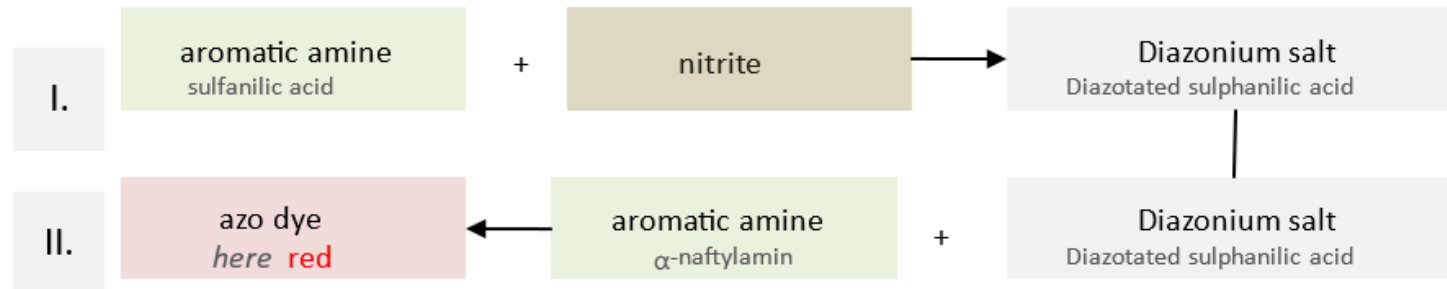 I.
aromatic amine
sulfanilic acid
+
nitrite
Diazonium salt
Diazotated sulphanilic acid
II.
azo dye
here red
aromatic amine
α-naftylamin
+
Diazonium salt
Diazotated sulphanilic acid